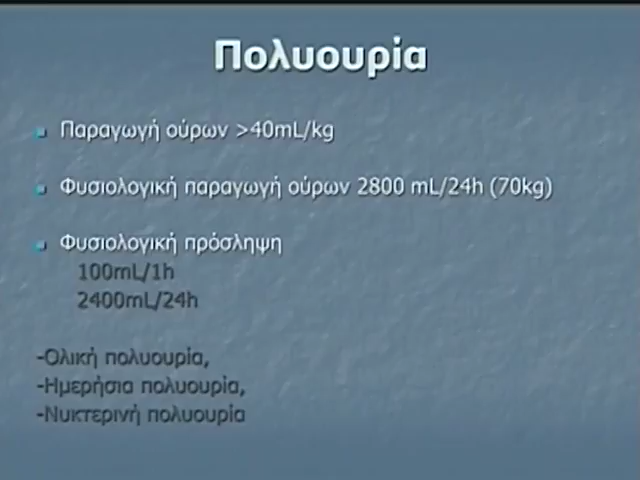 Πολυουρία
Παραγωγή ούρων >40mL/kg
Φυσιολογική παραγωγή ούρων 2800 mL/24h (70kg)
Φυσιολογική πρόσληψη
100mL/1h
2400mL/24h
-Ολική πολυουρία,
-Ημερήσια πολυουρία,
-Νυκτερινή πολυουρία